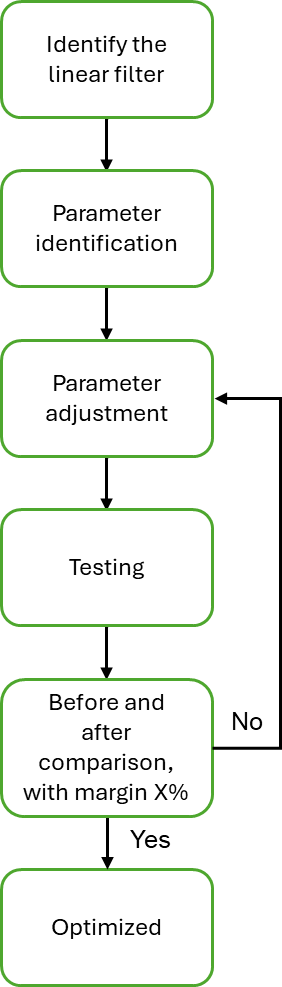 Identify the
linear filter
Parameter
identification
Parameter
adjustment
Testing
Before and
after
comparison,
with margin X%
No
Yes
Optimized